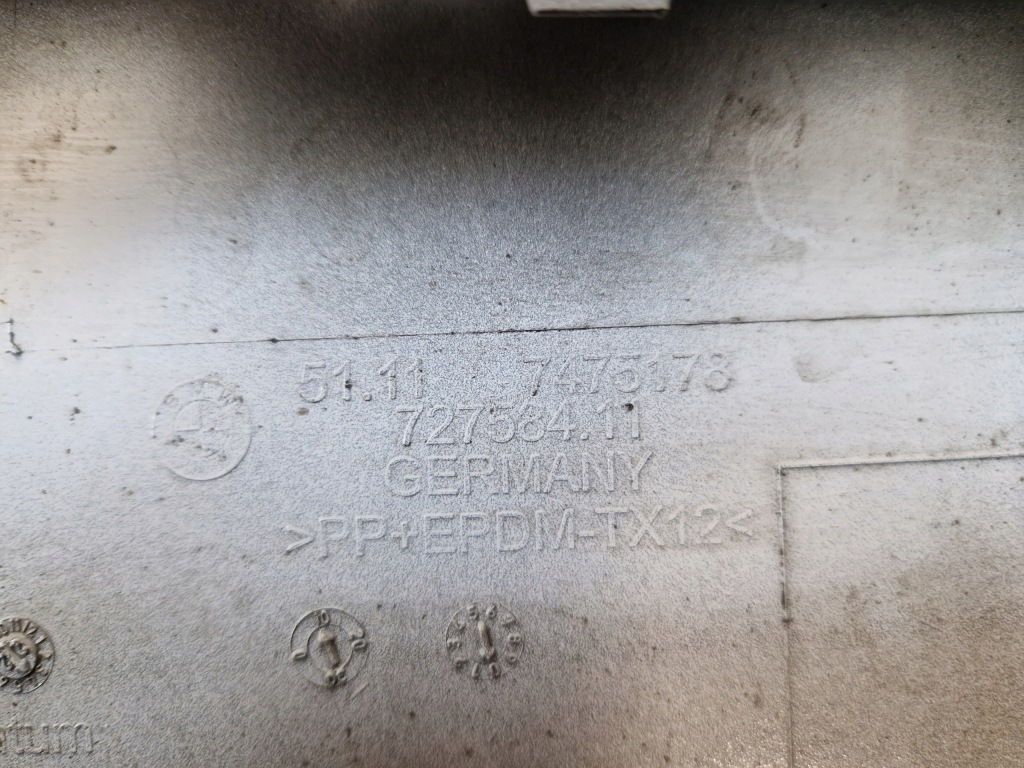 51.11 7475178
727584.11
GERMANY
>PP+EPDM-TX12<